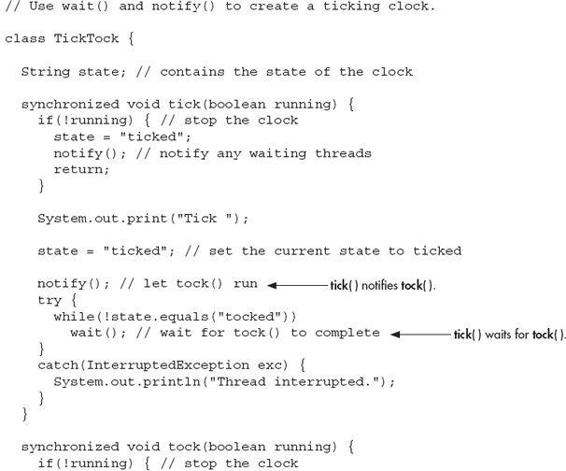 // Use wait() and notify() to create a ticking clock.
class TickTock {
String state; // contains the state of the clock
synchronized void tick(boolean running) {
if(!running) { // stop the clock
state = "ticked";
notify(); // notify any waiting threads
return;
}
System.out.print("Tick ");
state = "ticked"; // set the current state to ticked
notify(); // let tock() run tick() notifies tock().
try {
while(!state.equals("tocked"))
wait(); // wait for tock() to complete tick() waits for tock().
}
catch(InterruptedException exc) {
System.out.println("Thread interrupted.");
}
}
synchronized void tock(boolean running) {
if(!running) { // stop the clock